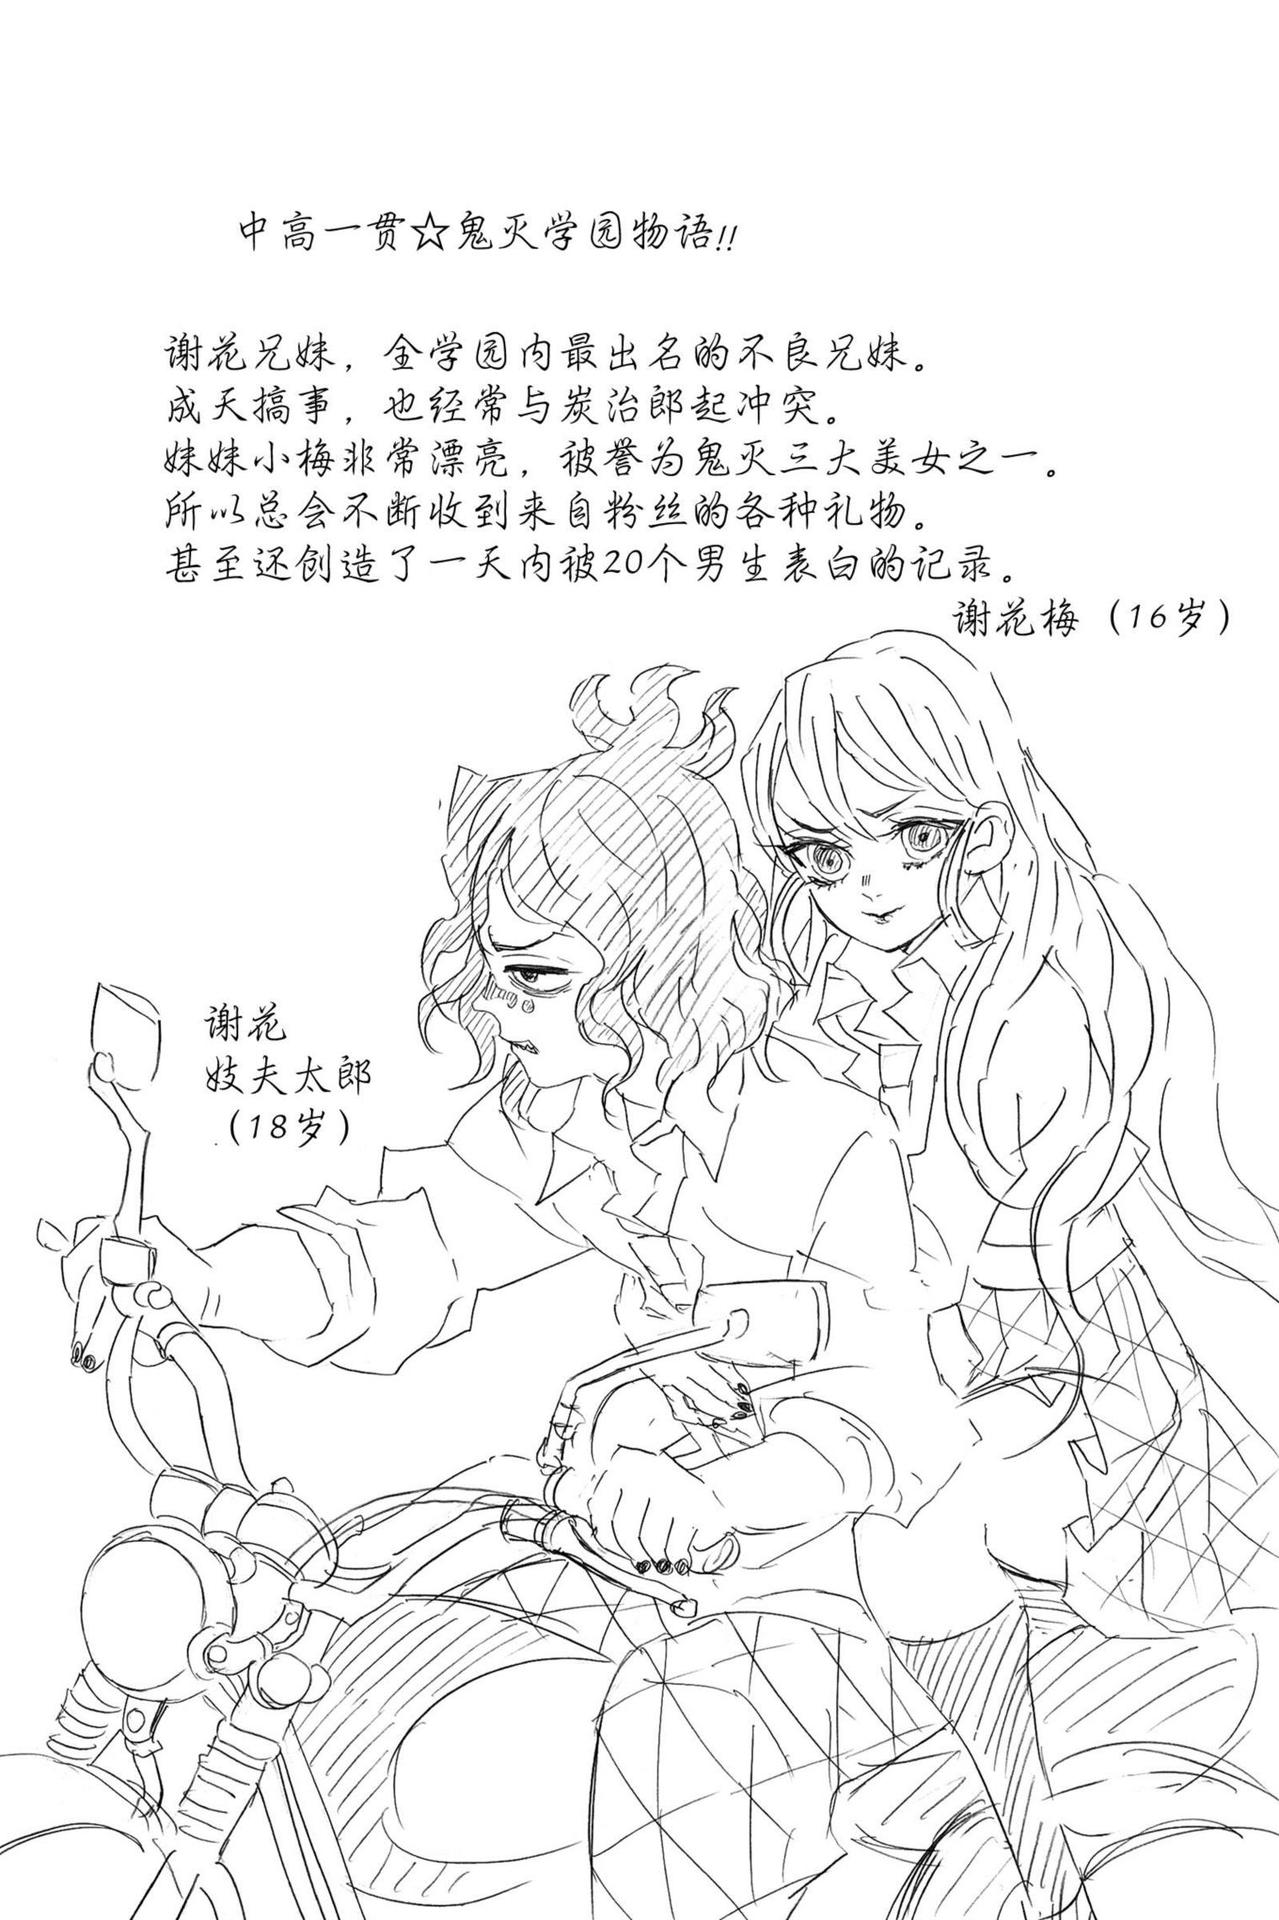 中高一贯☆鬼灭学园物语!!
谢花兄妹，全学园内最出名的不良兄妹。
成天搞事，也经常与炭治郎起冲突。
妹妹小梅非常漂亮，被誉为鬼灭三大美女之一。
所以总会不断收到来自粉丝的各种礼物。
甚至还创造了一天内被20个男生表白的记录。
谢花梅（16岁）
谢花
妓夫太郎
（18岁）